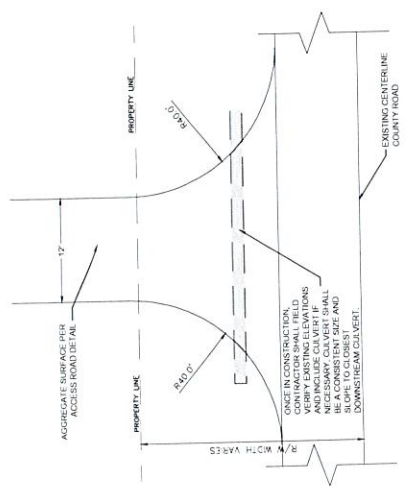 AGGREGATE SURFACE PER
ACCESS ROAD DETAIL
12'
PROPERTY LINE
PROPERTY LINE
R40.0'
R40.0'
R/W WIDTH VARIES
ONCE IN CONSTRUCTION,
CONTRACTOR SHALL FIELD
VERIFY EXISTING ELEVATIONS
AND INCLUDE CULVERT IF
NECESSARY. CULVERT SHALL
BE A CONSISTENT SIZE AND
SLOPE TO CLOSEST
DOWNSTREAM CULVERT.
EXISTING CENTERLINE
COUNTY ROAD